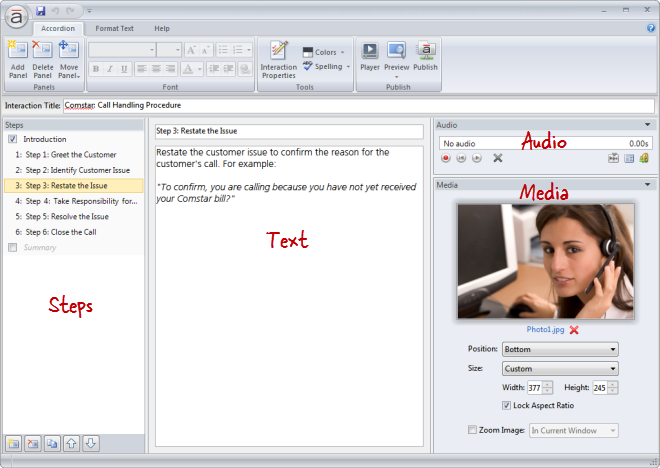 Accordion Format Text Help
Add Panel
Delete Panel
Move Panel
Panels
B I U A
Font
Interaction Properties
Colors
Spelling
Tools
Player
Preview
Publish
Publish
Interaction Title: Comstar: Call Handling Procedure
Steps
Introduction
1: Step 1: Greet the Customer
2: Step 2: Identify Customer Issue
3: Step 3: Restate the Issue
4: Step 4: Take Responsibility for...
5: Step 5: Resolve the Issue
6: Step 6: Close the Call
Summary
Steps
Step 3: Restate the Issue
Restate the customer issue to confirm the reason for the
customer's call. For example:
"To confirm, you are calling because you have not yet received
your Comstar bill?"
Text
Audio
No audio 0.00s
Audio
Media
Media
Photo1.jpg
Position: Bottom
Size: Custom
Width: 377 Height: 245
Lock Aspect Ratio
Zoom Image: In Current Window